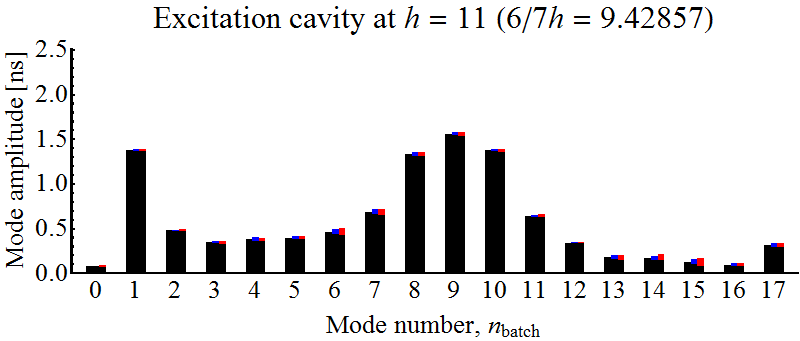 Excitation cavity at h = 11 (6/7h = 9.42857)
Mode amplitude [ns]
2.5
2.0
1.5
1.0
0.5
0.0
0 1 2 3 4 5 6 7 8 9 10 11 12 13 14 15 16 17
Mode number, nbatch